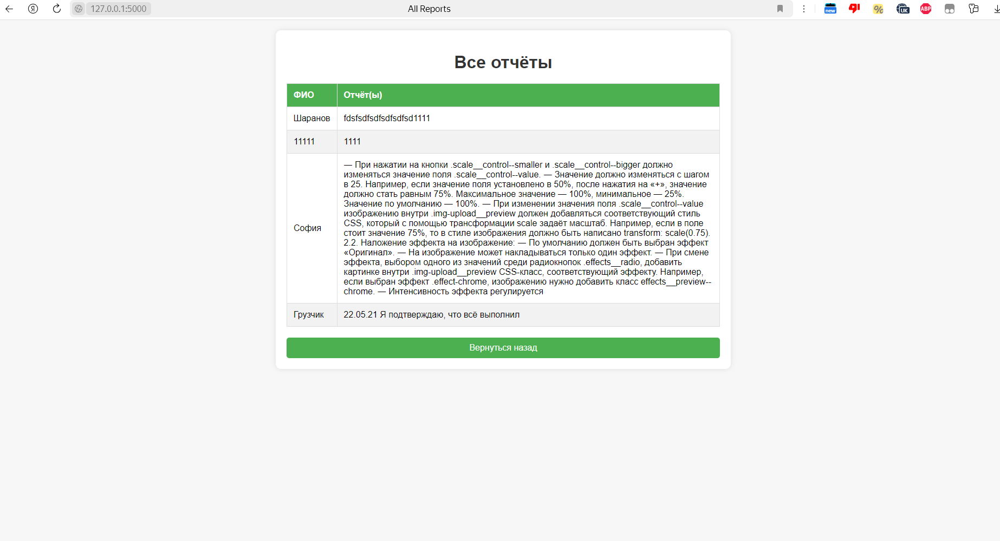 127.0.0.1:5000
All Reports
new
%
UK
ABP
Все отчёты
ФИО
Отчёт(ы)
Шаранов
fdsfsdfsdfsdfsdfsd1111
11111
1111
София
— При нажатии на кнопки .scale__control--smaller и .scale__control--bigger должно
изменяться значение поля .scale__control--value. — Значение должно изменяться с шагом
в 25. Например, если значение поля установлено в 50%, после нажатия на «+», значение
должно стать равным 75%. Максимальное значение — 100%, минимальное — 25%.
Значение по умолчанию — 100%. — При изменении значения поля .scale__control--value
изображению внутри .img-upload__preview должен добавляться соответствующий стиль
CSS, который с помощью трансформации scale задаёт масштаб. Например, если в поле
стоит значение 75%, то в стиле изображения должно быть написано transform: scale(0.75).
2.2. Наложение эффекта на изображение: — По умолчанию должен быть выбран эффект
«Оригинал». — На изображение может накладываться только один эффект. — При смене
эффекта, выбором одного из значений среди радиокнопок .effects__radio, добавить
картинке внутри .img-upload__preview CSS-класс, соответствующий эффекту. Например,
если выбран эффект .effect-chrome, изображению нужно добавить класс effects__preview--
chrome. — Интенсивность эффекта регулируется
Грузчик
22.05.21 Я подтверждаю, что всё выполнил
Вернуться назад